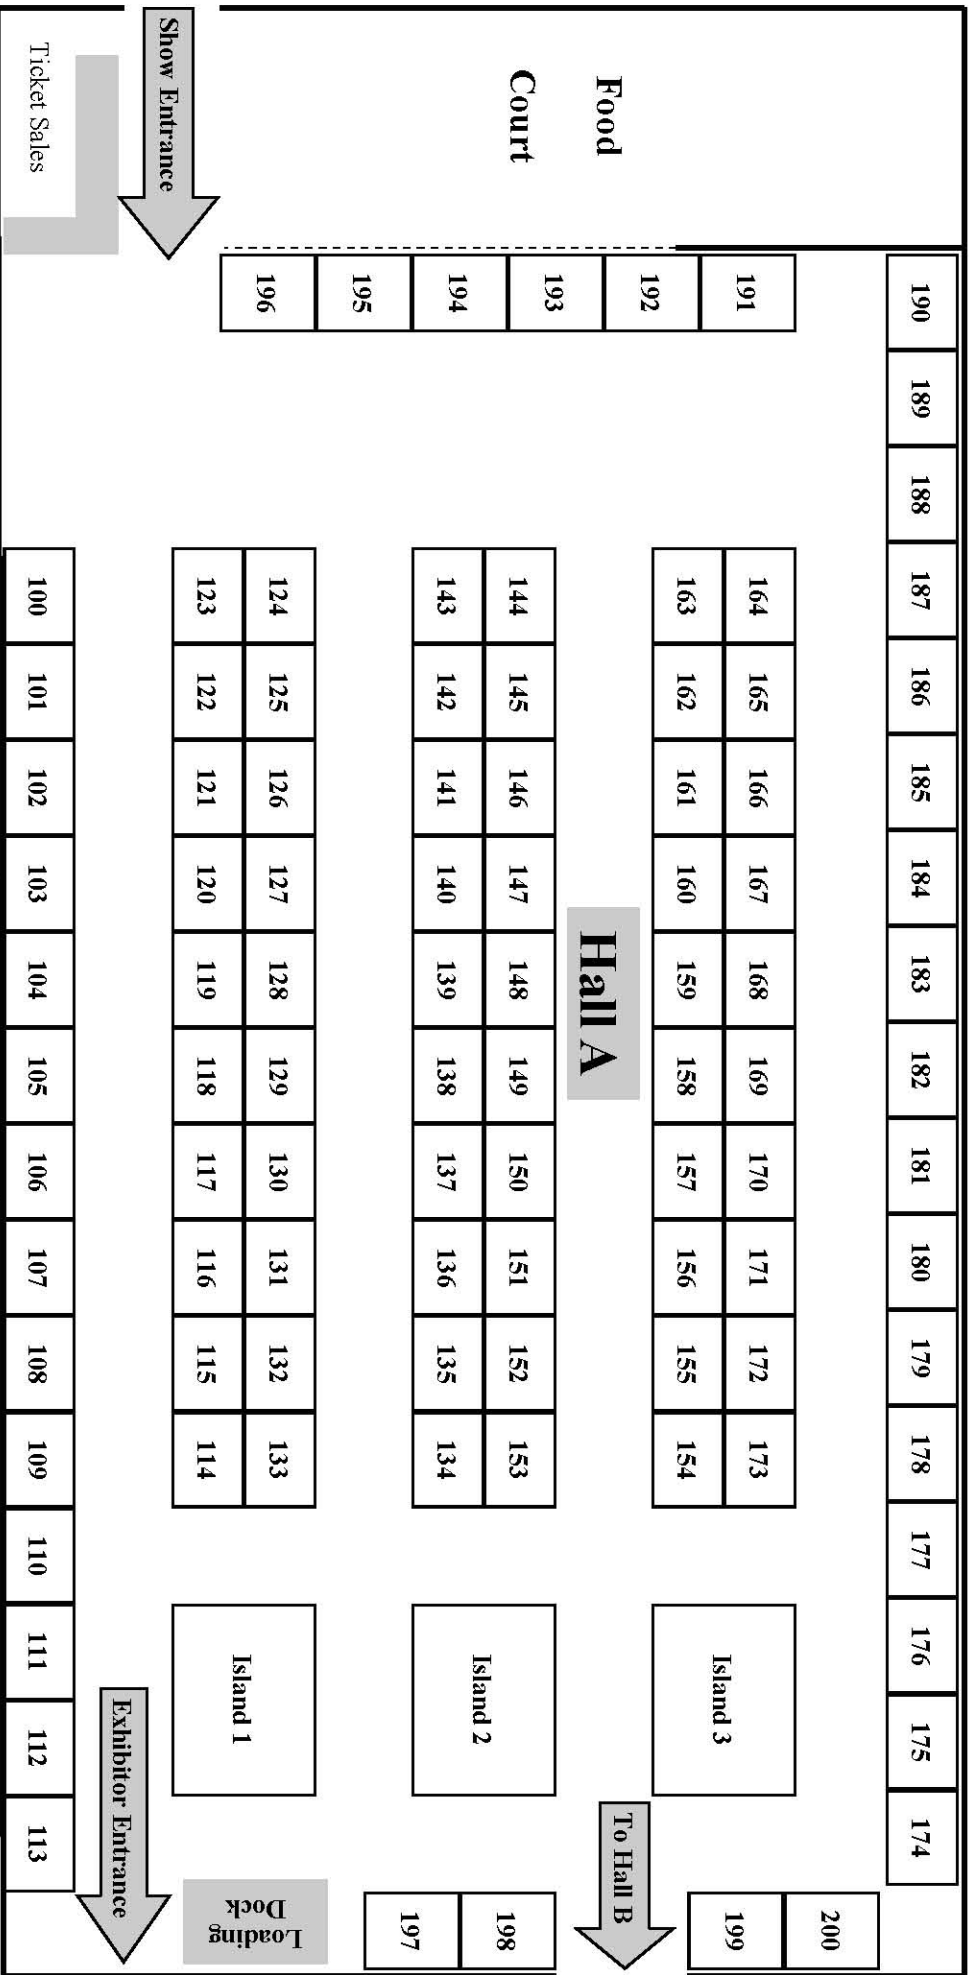 190 189 188 187 186 185 184 183 182 181 180 179 178 177 176 175 174
200
191 164 165 166 167 168 169 170 171 172 173 199
Island 3
192 163 162 161 160 159 158 157 156 155 154
Food
Court
Hall A
To Hall B
193 144 145 146 147 148 149 150 151 152 153 198
Island 2
194 143 142 141 140 139 138 137 136 135 134 197
195
196 124 125 126 127 128 129 130 131 132 133
Island 1
Loading
Dock
123 122 121 120 119 118 117 116 115 114
Show Entrance
Exhibitor Entrance
Ticket Sales
100 101 102 103 104 105 106 107 108 109 110 111 112 113